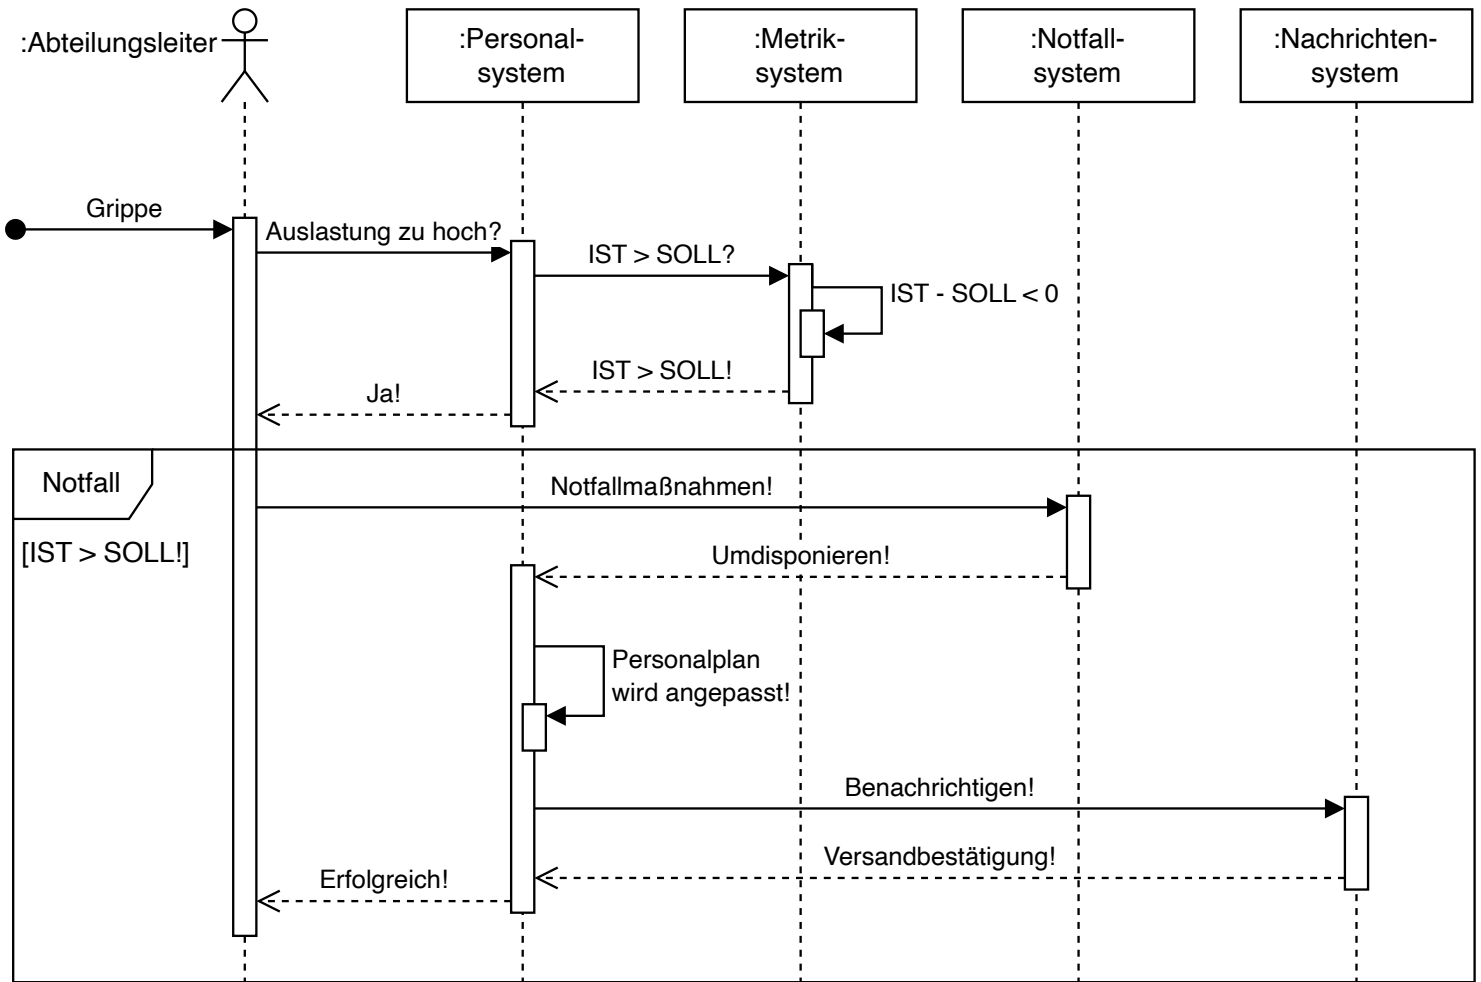 :Abteilungsleiter
:Personal-
system
:Metrik-
system
:Notfall-
system
:Nachrichten-
system
Grippe
Auslastung zu hoch?
IST > SOLL?
IST - SOLL < 0
IST > SOLL!
Ja!
Notfall
[IST > SOLL!]
Notfallmaßnahmen!
Umdisponieren!
Personalplan
wird angepasst!
Benachrichtigen!
Versandbestätigung!
Erfolgreich!